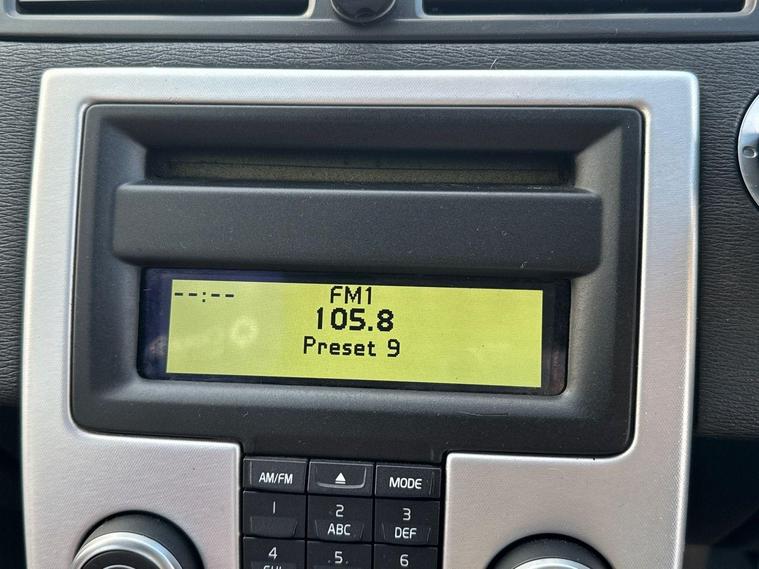 --:--
FM1
105.8
Preset 9
AM/FM
MODE
1
2
ABC
3
DEF
4
5
6